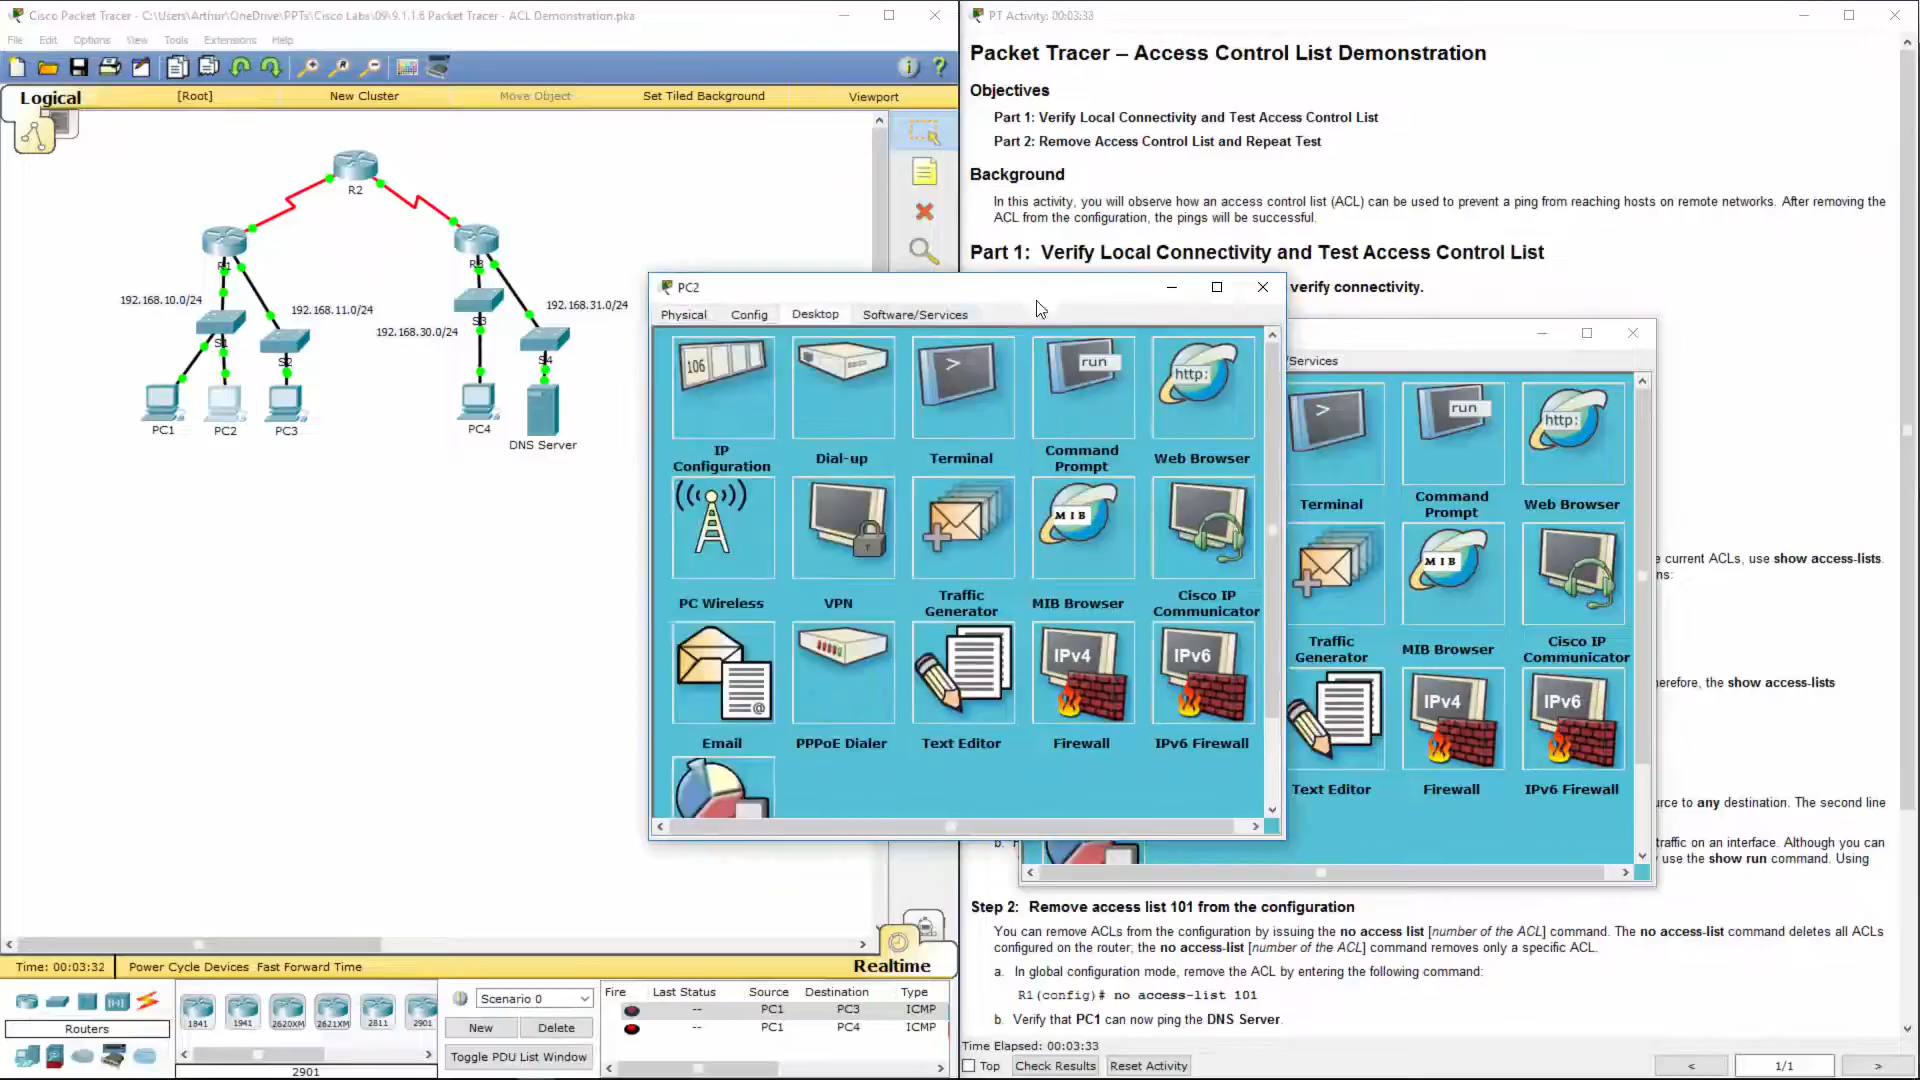 Cisco Packet Tracer - C:\Users\Arthur\OneDrive\PPTs\Cisco Labs\09\9.1.1.6 Packet Tracer - ACL Demonstration.pka
File Edit Options View Tools Extensions Help
Logical
[Root]
New Cluster
Move Object
Set Tiled Background
Viewport
R2
R1
R3
192.168.10.0/24
192.168.11.0/24
192.168.30.0/24
192.168.31.0/24
S1
S2
S3
S4
PC1
PC2
PC3
PC4
DNS Server
Time: 00:03:32
Power Cycle Devices Fast Forward Time
Realtime
Routers
1841
1941
2620XM
2621XM
2811
2901
2901
Scenario 0
New
Delete
Toggle PDU List Window
Fire Last Status Source Destination Type
-- PC1 PC3 ICMP
-- PC1 PC4 ICMP
PT Activity: 00:03:33
Packet Tracer – Access Control List Demonstration
Objectives
Part 1: Verify Local Connectivity and Test Access Control List
Part 2: Remove Access Control List and Repeat Test
Background
In this activity, you will observe how an access control list (ACL) can be used to prevent a ping from reaching hosts on remote networks. After removing the
ACL from the configuration, the pings will be successful.
Part 1: Verify Local Connectivity and Test Access Control List
verify connectivity.
PC2
Physical
Config
Desktop
Software/Services
106
run
http:
IP
Configuration
Dial-up
Terminal
Command
Prompt
Web Browser
MIB
PC Wireless
VPN
Traffic
Generator
MIB Browser
Cisco IP
Communicator
IPv4
IPv6
Email
PPPoE Dialer
Text Editor
Firewall
IPv6 Firewall
/Services
run
http:
Terminal
Command
Prompt
Web Browser
MIB
Traffic
Generator
MIB Browser
Cisco IP
Communicator
IPv4
IPv6
Text Editor
Firewall
IPv6 Firewall
current ACLs, use show access-lists.
ns:
erefore, the show access-lists
urce to any destination. The second line
b.
traffic on an interface. Although you can
use the show run command. Using
Step 2: Remove access list 101 from the configuration
You can remove ACLs from the configuration by issuing the no access list [number of the ACL] command. The no access-list command deletes all ACLs
configured on the router; the no access-list [number of the ACL] command removes only a specific ACL.
a. In global configuration mode, remove the ACL by entering the following command:
R1(config)# no access-list 101
b. Verify that PC1 can now ping the DNS Server.
Time Elapsed: 00:03:33
Top
Check Results
Reset Activity
<
1/1
>